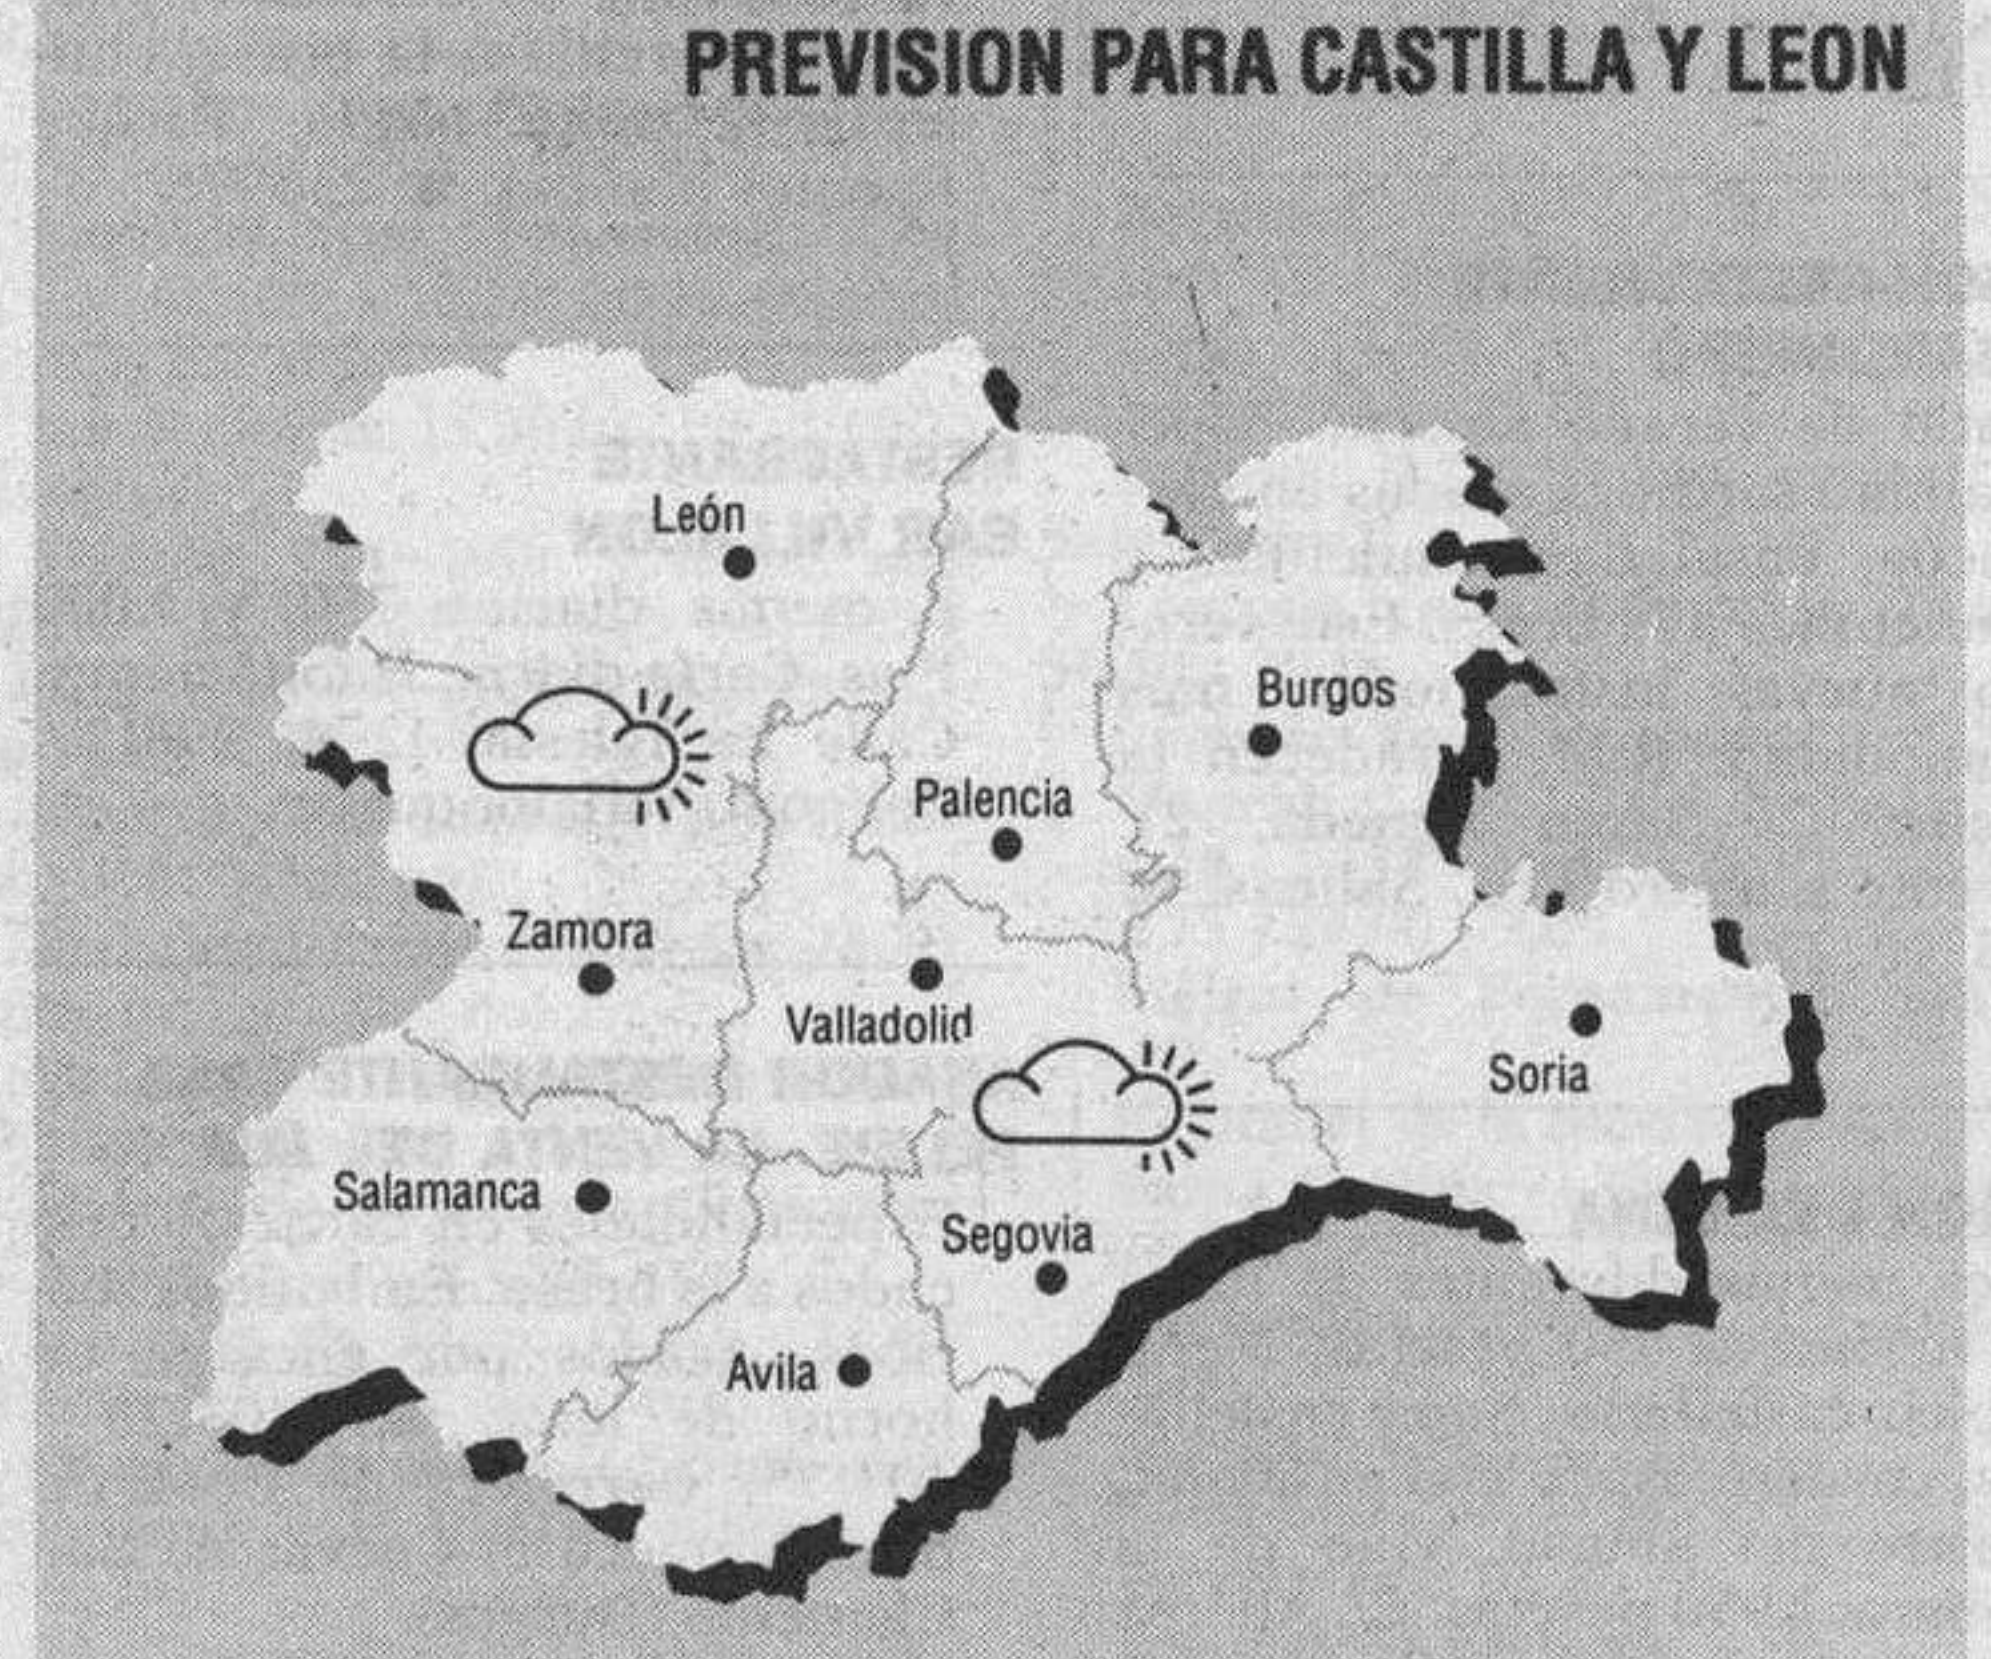 PREVISION PARA CASTILLA Y LEON
León
Burgos
Palencia
Zamora
Valladolid
Soria
Salamanca
Segovia
Avila